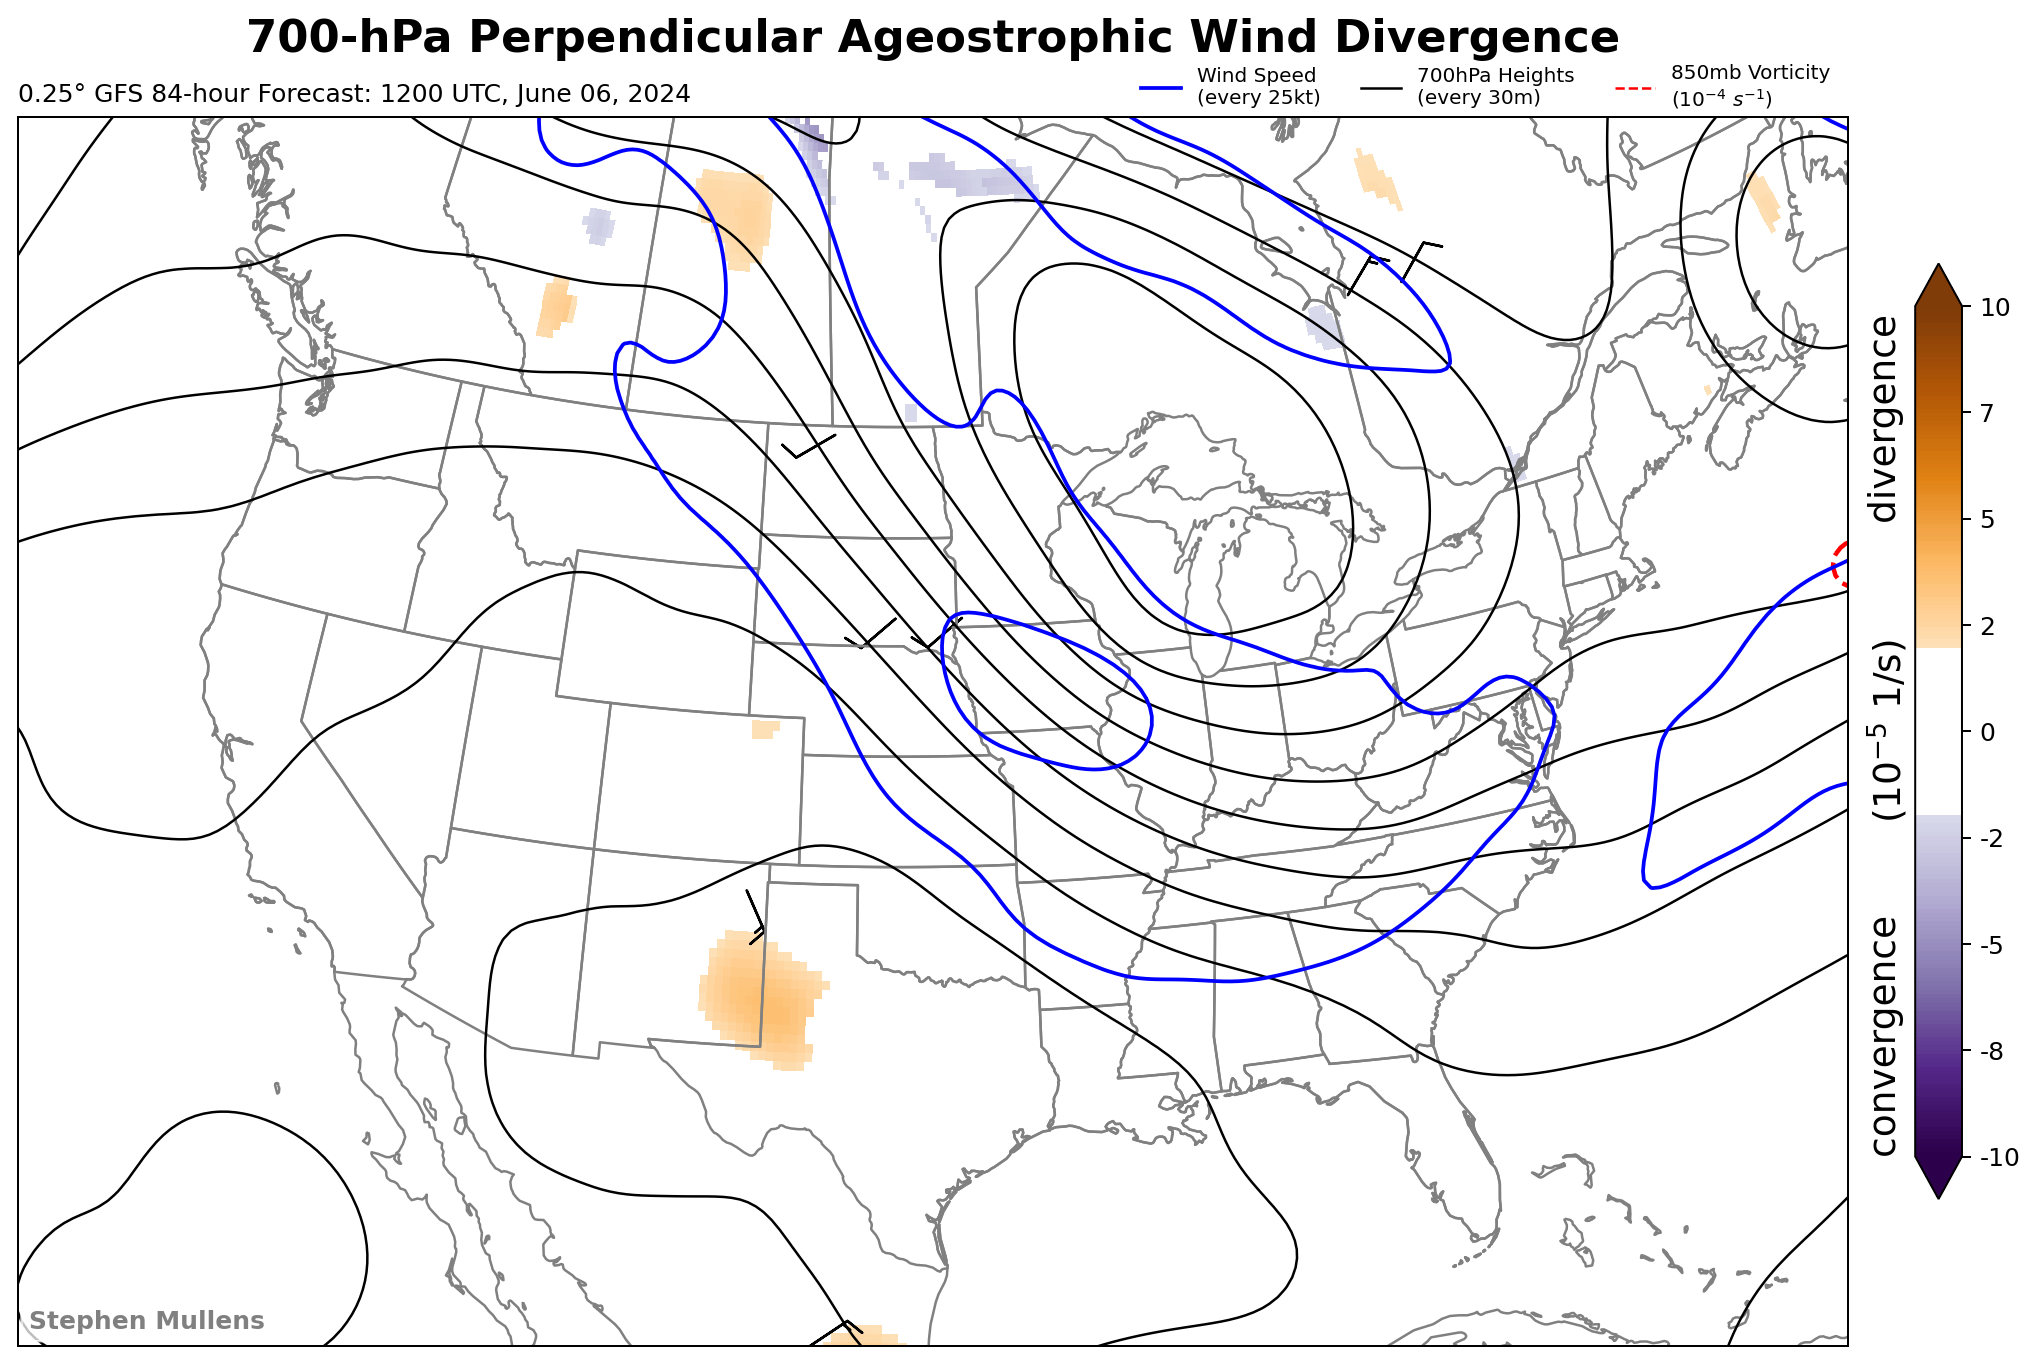 700-hPa Perpendicular Ageostrophic Wind Divergence
0.25° GFS 84-hour Forecast: 1200 UTC, June 06, 2024
Wind Speed
(every 25kt)
700hPa Heights
(every 30m)
850mb Vorticity
(10⁻⁴ s⁻¹)
10
7
5
2
0
-2
-5
-8
-10
convergence (10⁻⁵ 1/s) divergence
Stephen Mullens